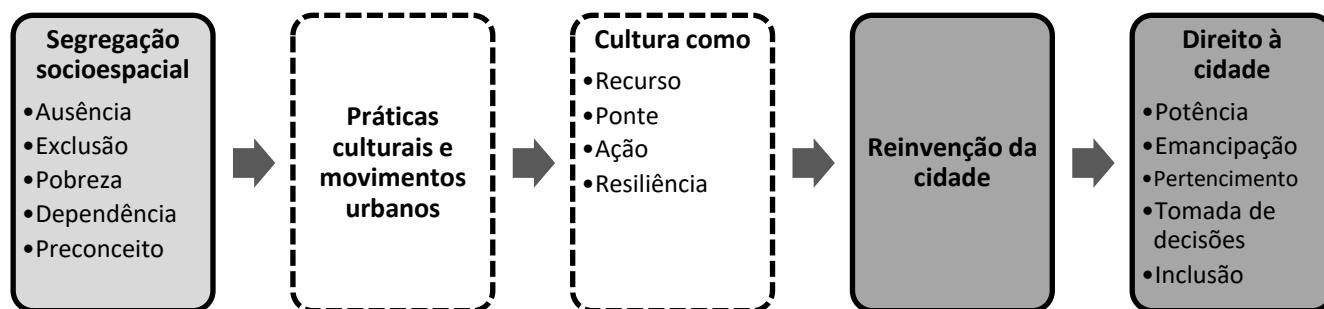 Segregação
socioespacial
•Ausência
•Exclusão
•Pobreza
•Dependência
•Preconceito
Práticas
culturais e
movimentos
urbanos
Cultura como
•Recurso
•Ponte
•Ação
•Resiliência
Reinvenção da
cidade
Direito à
cidade
•Potência
•Emancipação
•Pertencimento
•Tomada de
decisões
•Inclusão